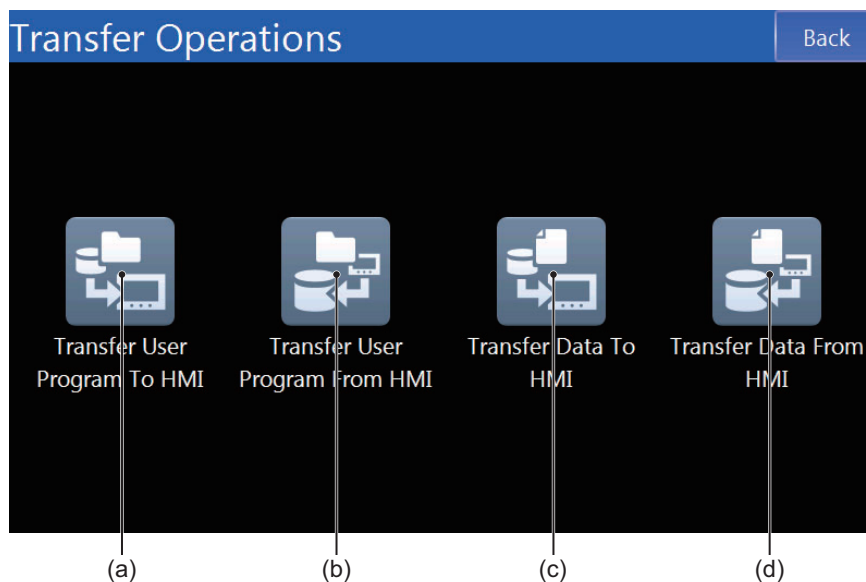 Transfer Operations
Back
Transfer User
Program To HMI
Transfer User
Program From HMI
Transfer Data To
HMI
Transfer Data From
HMI
(a)
(b)
(c)
(d)